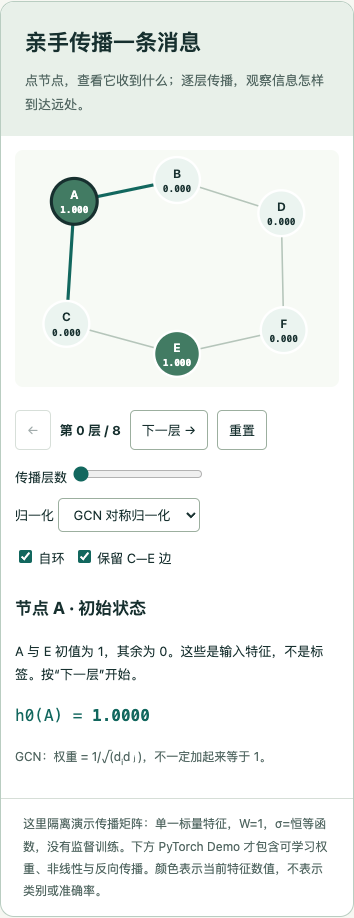 亲手传播一条消息
点节点，查看它收到什么；逐层传播，观察信息怎样
到达远处。
A
1.000
B
0.000
D
0.000
C
0.000
E
1.000
F
0.000
← 第 0 层 / 8 下一层 → 重置
传播层数
归一化 GCN 对称归一化
自环 保留 C—E 边
节点 A · 初始状态
A 与 E 初值为 1，其余为 0。这些是输入特征，不是标
签。按“下一层”开始。
h0(A) = 1.0000
GCN：权重 = 1/√(dᵢdⱼ)，不一定加起来等于 1。
这里隔离演示传播矩阵：单一标量特征，W=1，σ=恒等函
数，没有监督训练。下方 PyTorch Demo 才包含可学习权
重、非线性与反向传播。颜色表示当前特征数值，不表示
类别或准确率。